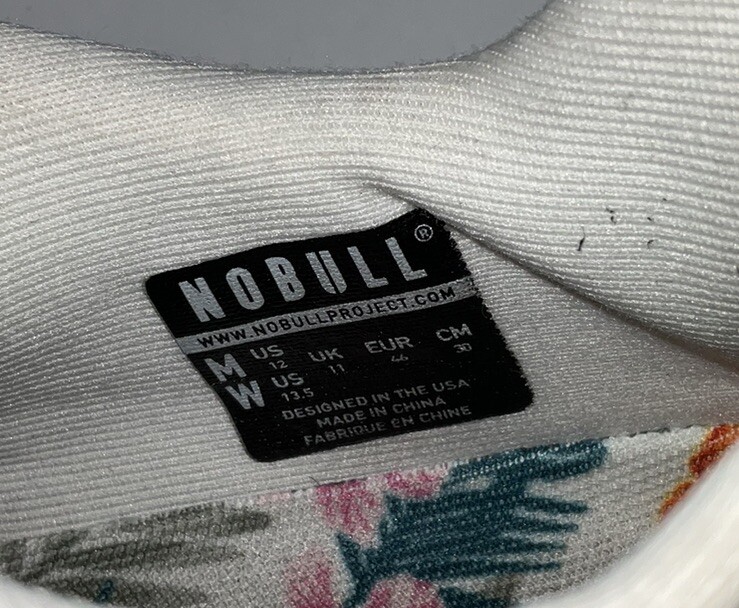 NOBULL®
WWW.NOBULLPROJECT.COM
M US 12 UK 11 EUR 46 CM 30
W US 13.5
DESIGNED IN THE USA
MADE IN CHINA
FABRIQUE EN CHINE